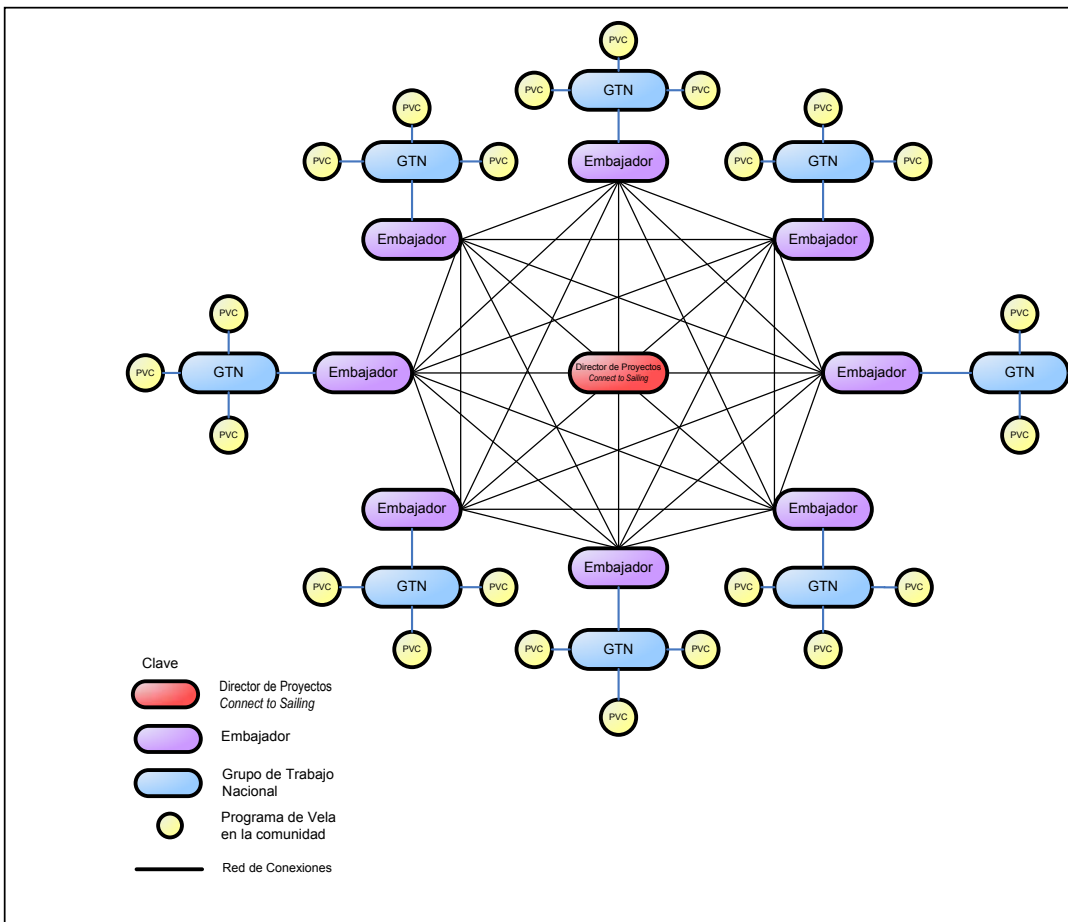 PVC
PVC GTN PVC
Embajador
PVC
PVC GTN PVC
Embajador
PVC
PVC GTN PVC
Embajador
PVC
PVC GTN
PVC
Embajador
Director de Proyectos
Connect to Sailing
Embajador
PVC
GTN
PVC
Embajador
PVC GTN PVC
PVC
Embajador
PVC GTN PVC
PVC
Embajador
PVC GTN PVC
PVC
Clave
Director de Proyectos
Connect to Sailing
Embajador
Grupo de Trabajo
Nacional
Programa de Vela
en la comunidad
Red de Conexiones